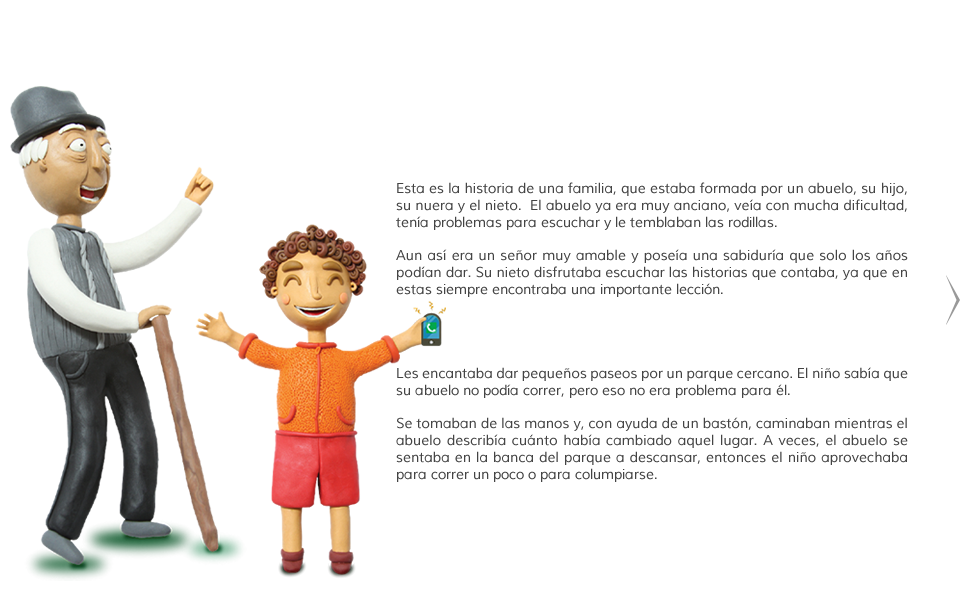 Esta es la historia de una familia, que estaba formada por un abuelo, su hijo,
su nuera y el nieto.  El abuelo ya era muy anciano, veía con mucha dificultad,
tenía problemas para escuchar y le temblaban las rodillas.
Aun así era un señor muy amable y poseía una sabiduría que solo los años
podían dar. Su nieto disfrutaba escuchar las historias que contaba, ya que en
estas siempre encontraba una importante lección.
Les encantaba dar pequeños paseos por un parque cercano. El niño sabía que
su abuelo no podía correr, pero eso no era problema para él.
Se tomaban de las manos y, con ayuda de un bastón, caminaban mientras el
abuelo describía cuánto había cambiado aquel lugar. A veces, el abuelo se
sentaba en la banca del parque a descansar, entonces el niño aprovechaba
para correr un poco o para columpiarse.